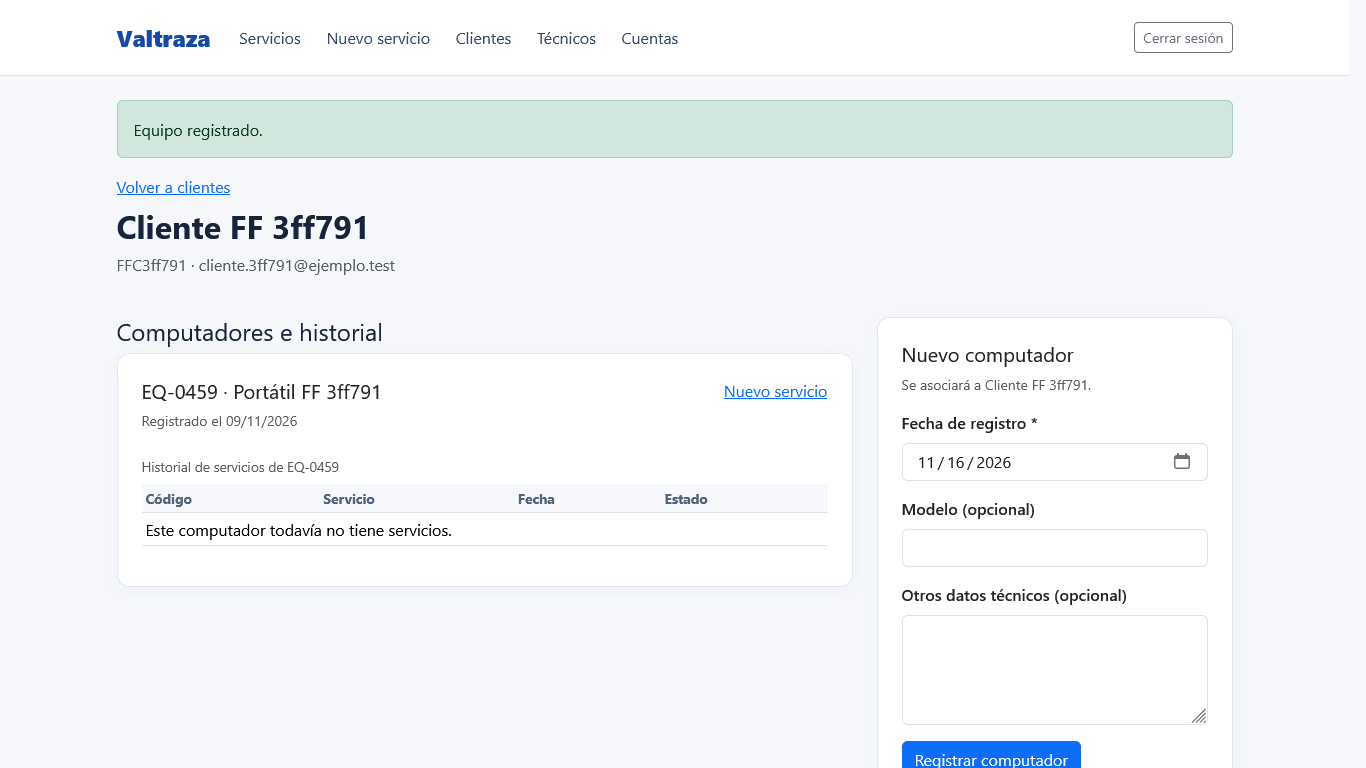 Valtraza
Servicios
Nuevo servicio
Clientes
Técnicos
Cuentas
Cerrar sesión
Equipo registrado.
Volver a clientes
Cliente FF 3ff791
FFC3ff791 · cliente.3ff791@ejemplo.test
Computadores e historial
EQ-0459 · Portátil FF 3ff791
Nuevo servicio
Registrado el 09/11/2026
Historial de servicios de EQ-0459
Código Servicio Fecha Estado
Este computador todavía no tiene servicios.
Nuevo computador
Se asociará a Cliente FF 3ff791.
Fecha de registro *
11/16/2026
Modelo (opcional)
Otros datos técnicos (opcional)
Registrar computador